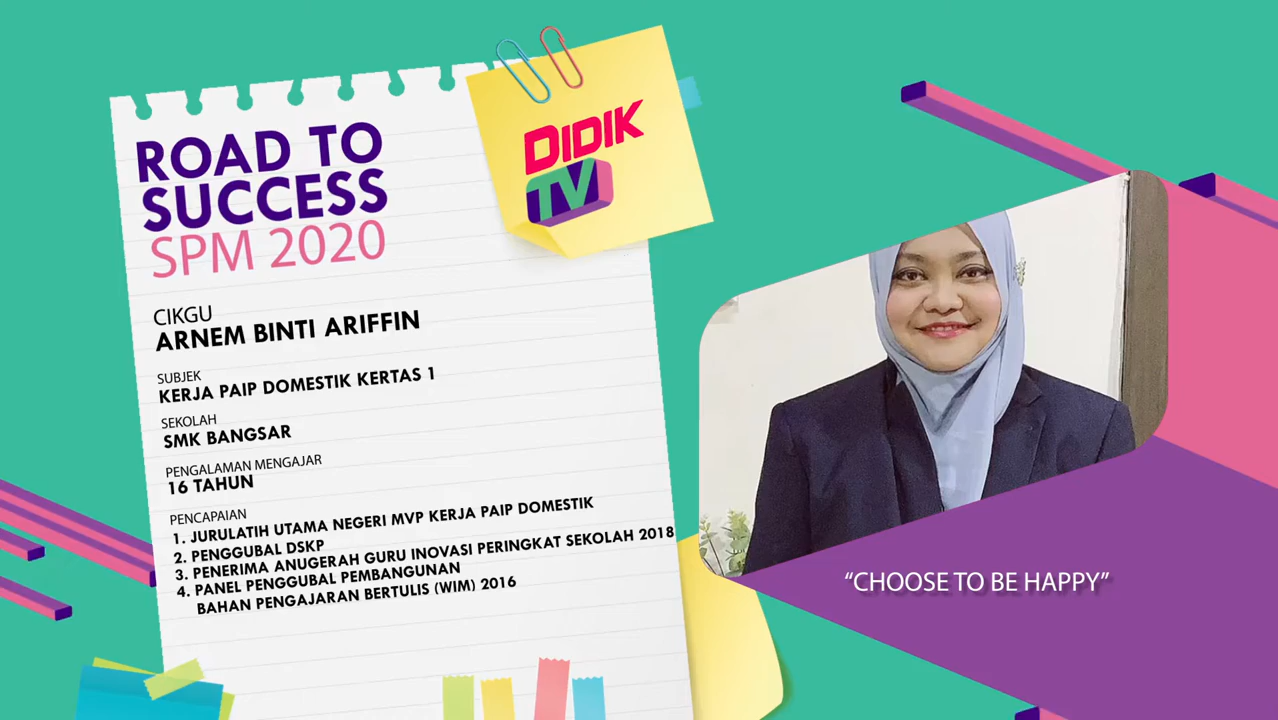 ROAD TO
SUCCESS
SPM 2020
DIDIK
TV
CIKGU
ARNEM BINTI ARIFFIN
SUBJEK
KERJA PAIP DOMESTIK KERTAS 1
SEKOLAH
SMK BANGSAR
PENGALAMAN MENGAJAR
16 TAHUN
PENCAPAIAN
1. JURULATIH UTAMA NEGERI MVP KERJA PAIP DOMESTIK
2. PENGGUBAL DSKP
3. PENERIMA ANUGERAH GURU INOVASI PERINGKAT SEKOLAH 2018
4. PANEL PENGGUBAL PEMBANGUNAN
BAHAN PENGAJARAN BERTULIS (WIM) 2016
“CHOOSE TO BE HAPPY”